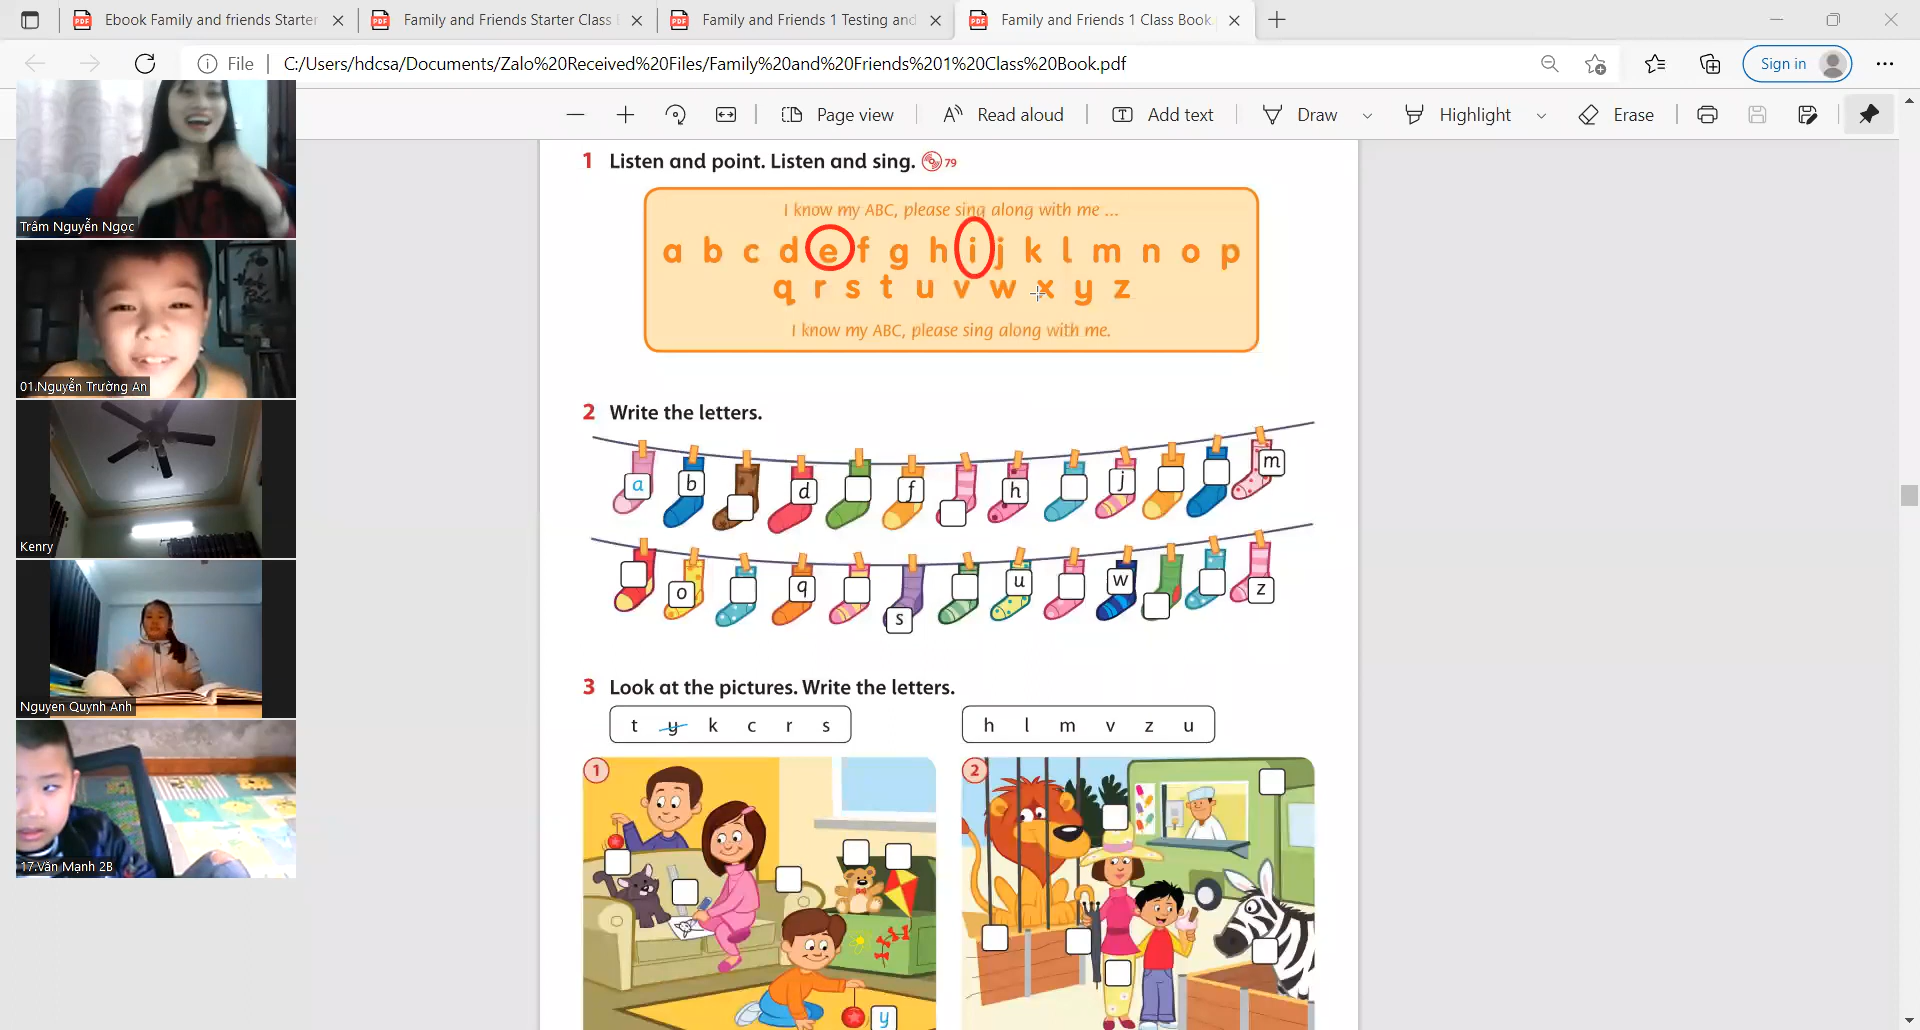 Ebook Family and friends Starter
Family and Friends Starter Class
Family and Friends 1 Testing and
Family and Friends 1 Class Book.
File
C:/Users/hdcsa/Documents/Zalo%20Received%20Files/Family%20and%20Friends%201%20Class%20Book.pdf
Sign in
Page view
Read aloud
Add text
Draw
Highlight
Erase
Trâm Nguyễn Ngọc
01.Nguyễn Trường An
Kenry
Nguyen Quynh Anh
17.Văn Mạnh 2B
1 Listen and point. Listen and sing. 79
I know my ABC, please sing along with me ...
a b c d e f g h i j k l m n o p
q r s t u v w x y z
I know my ABC, please sing along with me.
2 Write the letters.
a b d f h j m
o q s u w z
3 Look at the pictures. Write the letters.
t y k c r s
h l m v z u
1
y
2